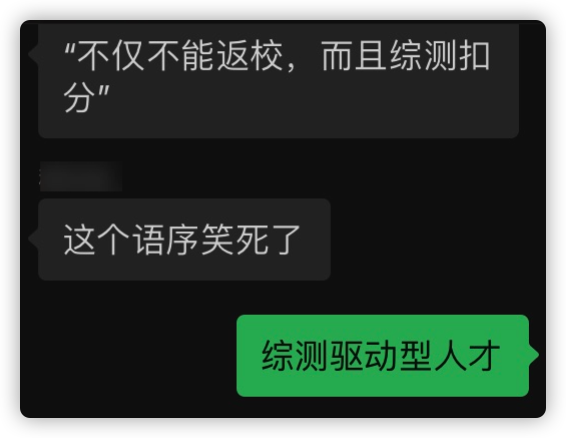 “不仅不能返校，而且综测扣
分”
这个语序笑死了
综测驱动型人才